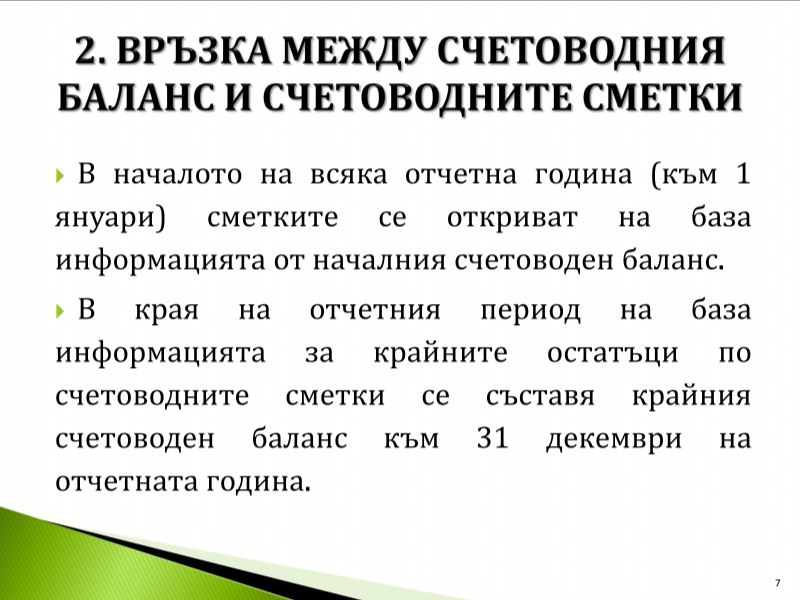 2. ВРЪЗКА МЕЖДУ СЧЕТОВОДНИЯ
БАЛАНС И СЧЕТОВОДНИТЕ СМЕТКИ
В началото на всяка отчетна година (към 1
януари) сметките се откриват на база
информацията от началния счетоводен баланс.
В края на отчетния период на база
информацията за крайните остатъци по
счетоводните сметки се съставя крайния
счетоводен баланс към 31 декември на
отчетната година.
7